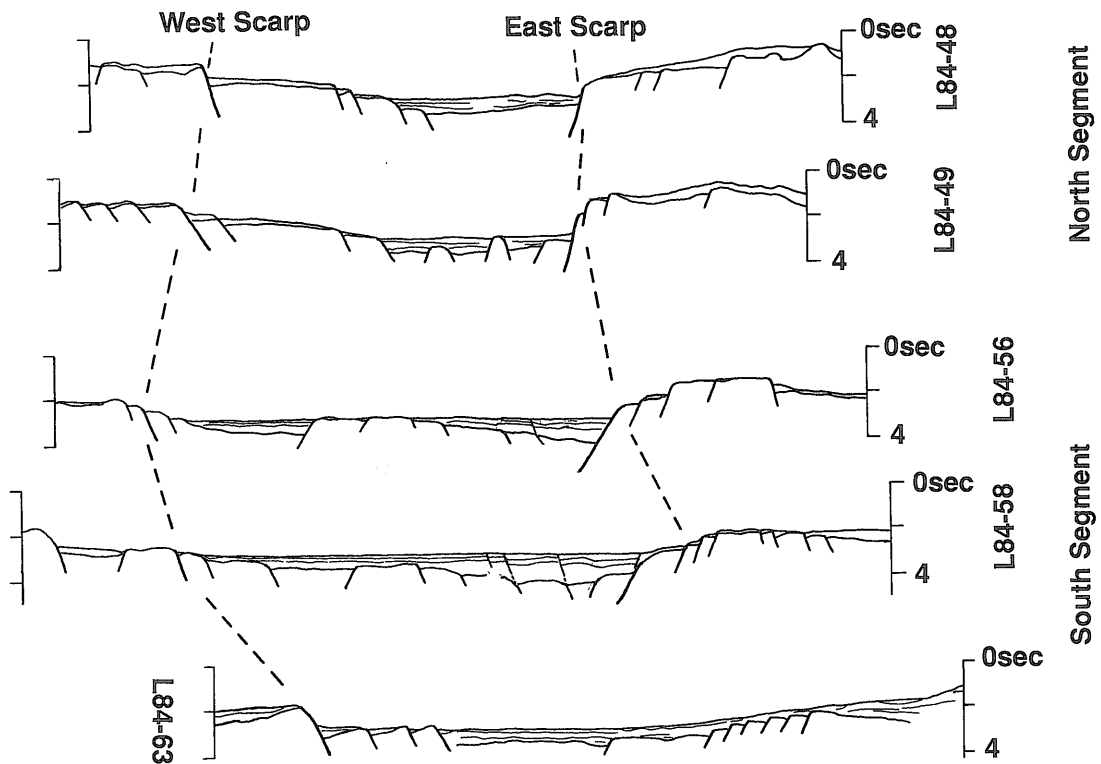 West Scarp
East Scarp
0sec
4
L84-48
0sec
4
L84-49
North Segment
0sec
4
L84-56
0sec
4
L84-58
South Segment
0sec
4
L84-63